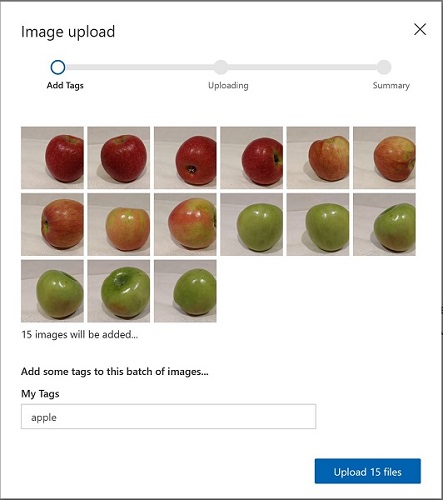 Image upload
Add Tags Uploading Summary
15 images will be added...
Add some tags to this batch of images...
My Tags
apple
Upload 15 files